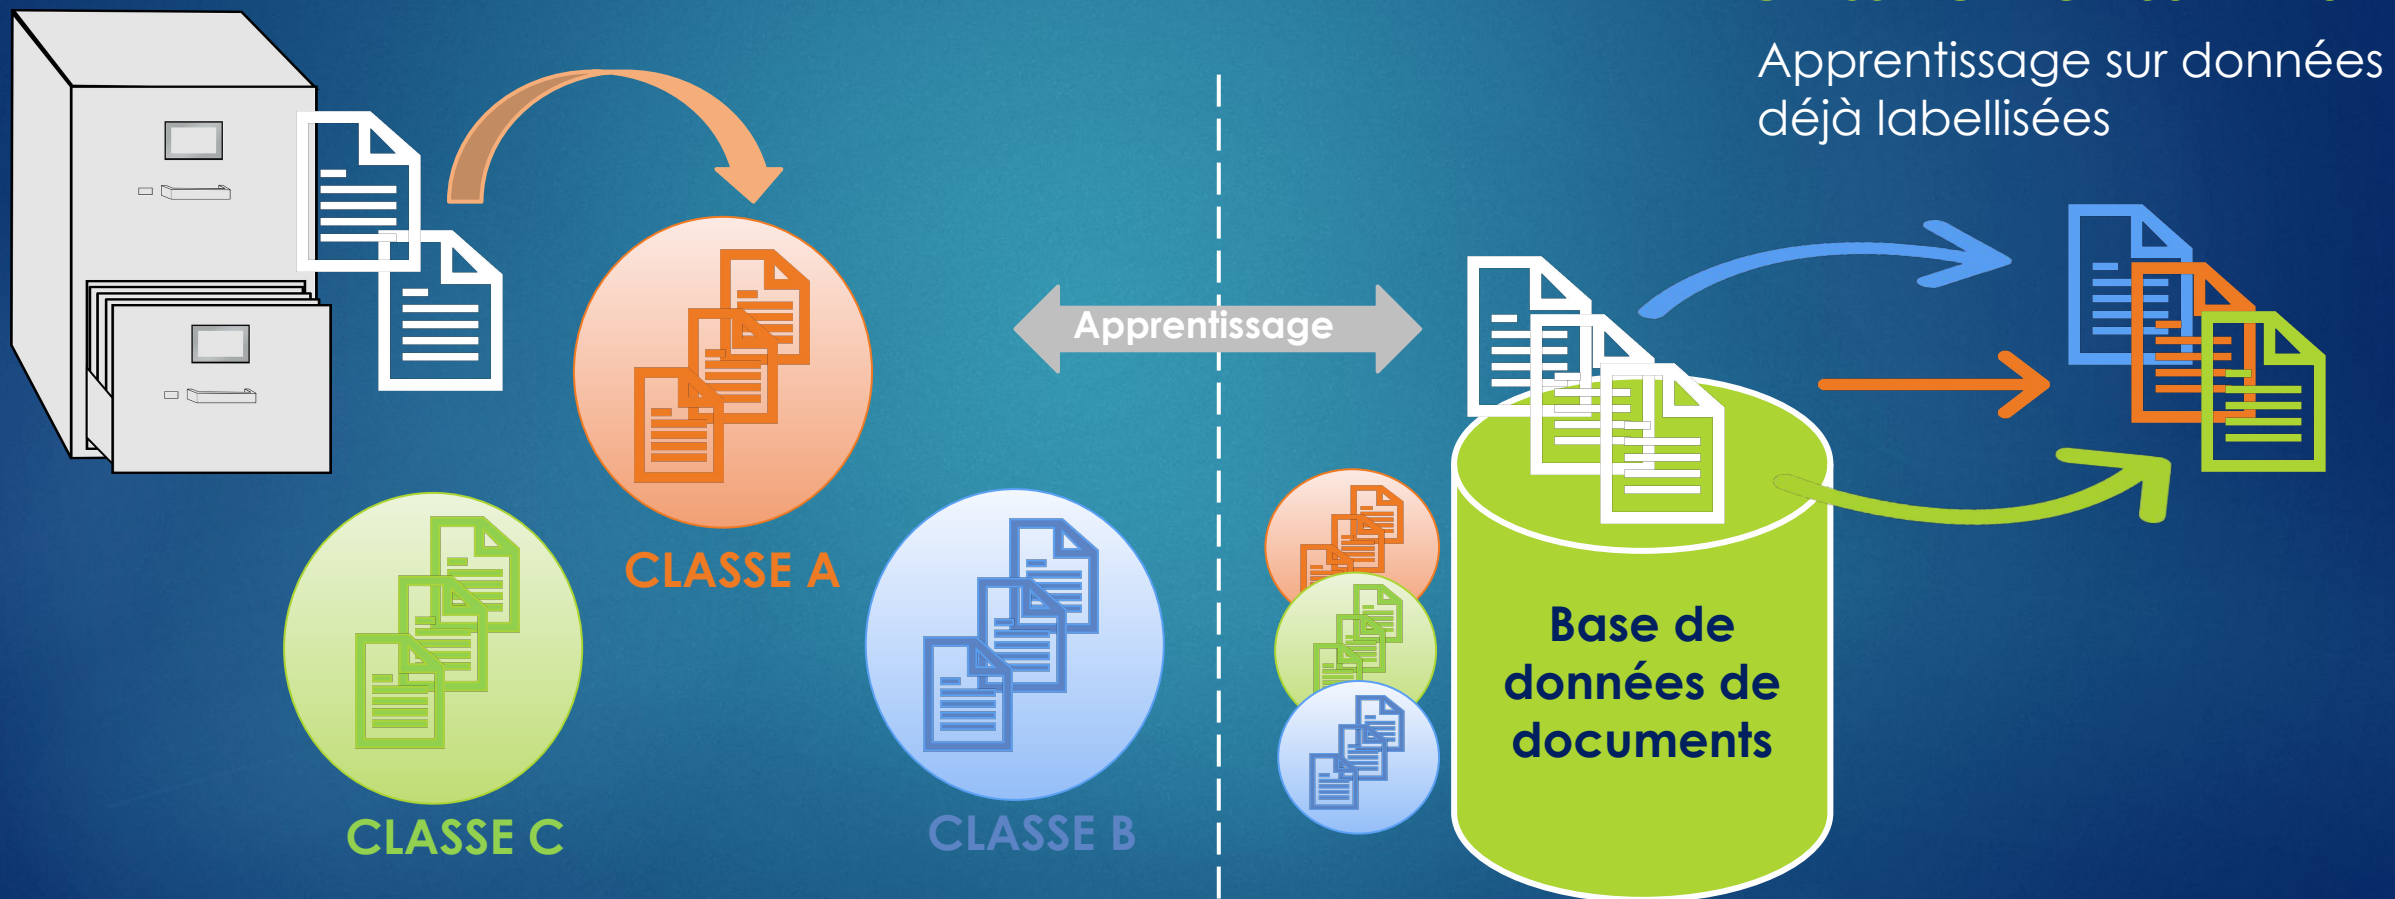 Apprentissage sur données
déjà labellisées
Apprentissage
CLASSE A
CLASSE C
CLASSE B
Base de
données de
documents